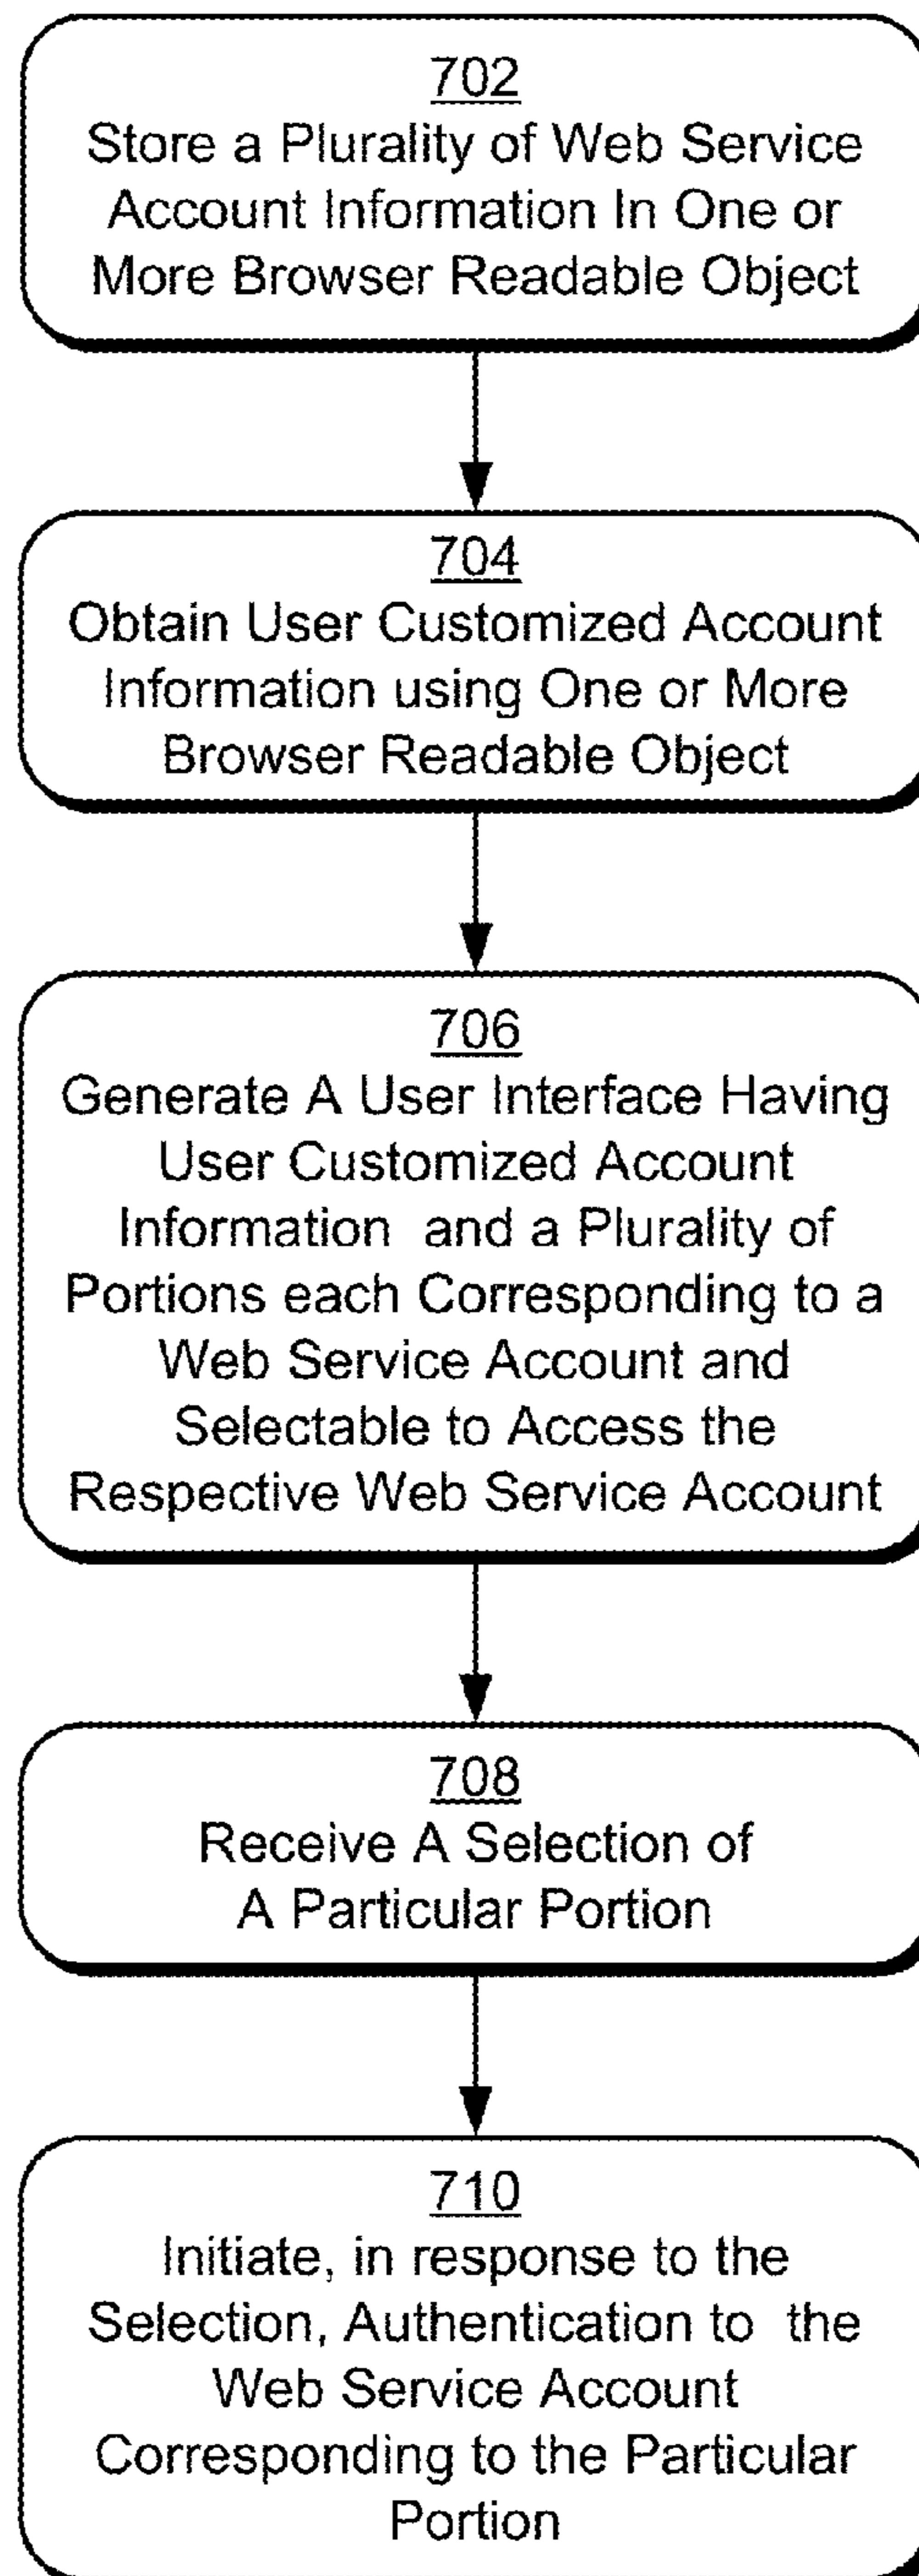 702
Store a Plurality of Web Service
Account Information In One or
More Browser Readable Object
704
Obtain User Customized Account
Information using One or More
Browser Readable Object
706
Generate A User Interface Having
User Customized Account
Information and a Plurality of
Portions each Corresponding to a
Web Service Account and
Selectable to Access the
Respective Web Service Account
708
Receive A Selection of
A Particular Portion
710
Initiate, in response to the
Selection, Authentication to the
Web Service Account
Corresponding to the Particular
Portion